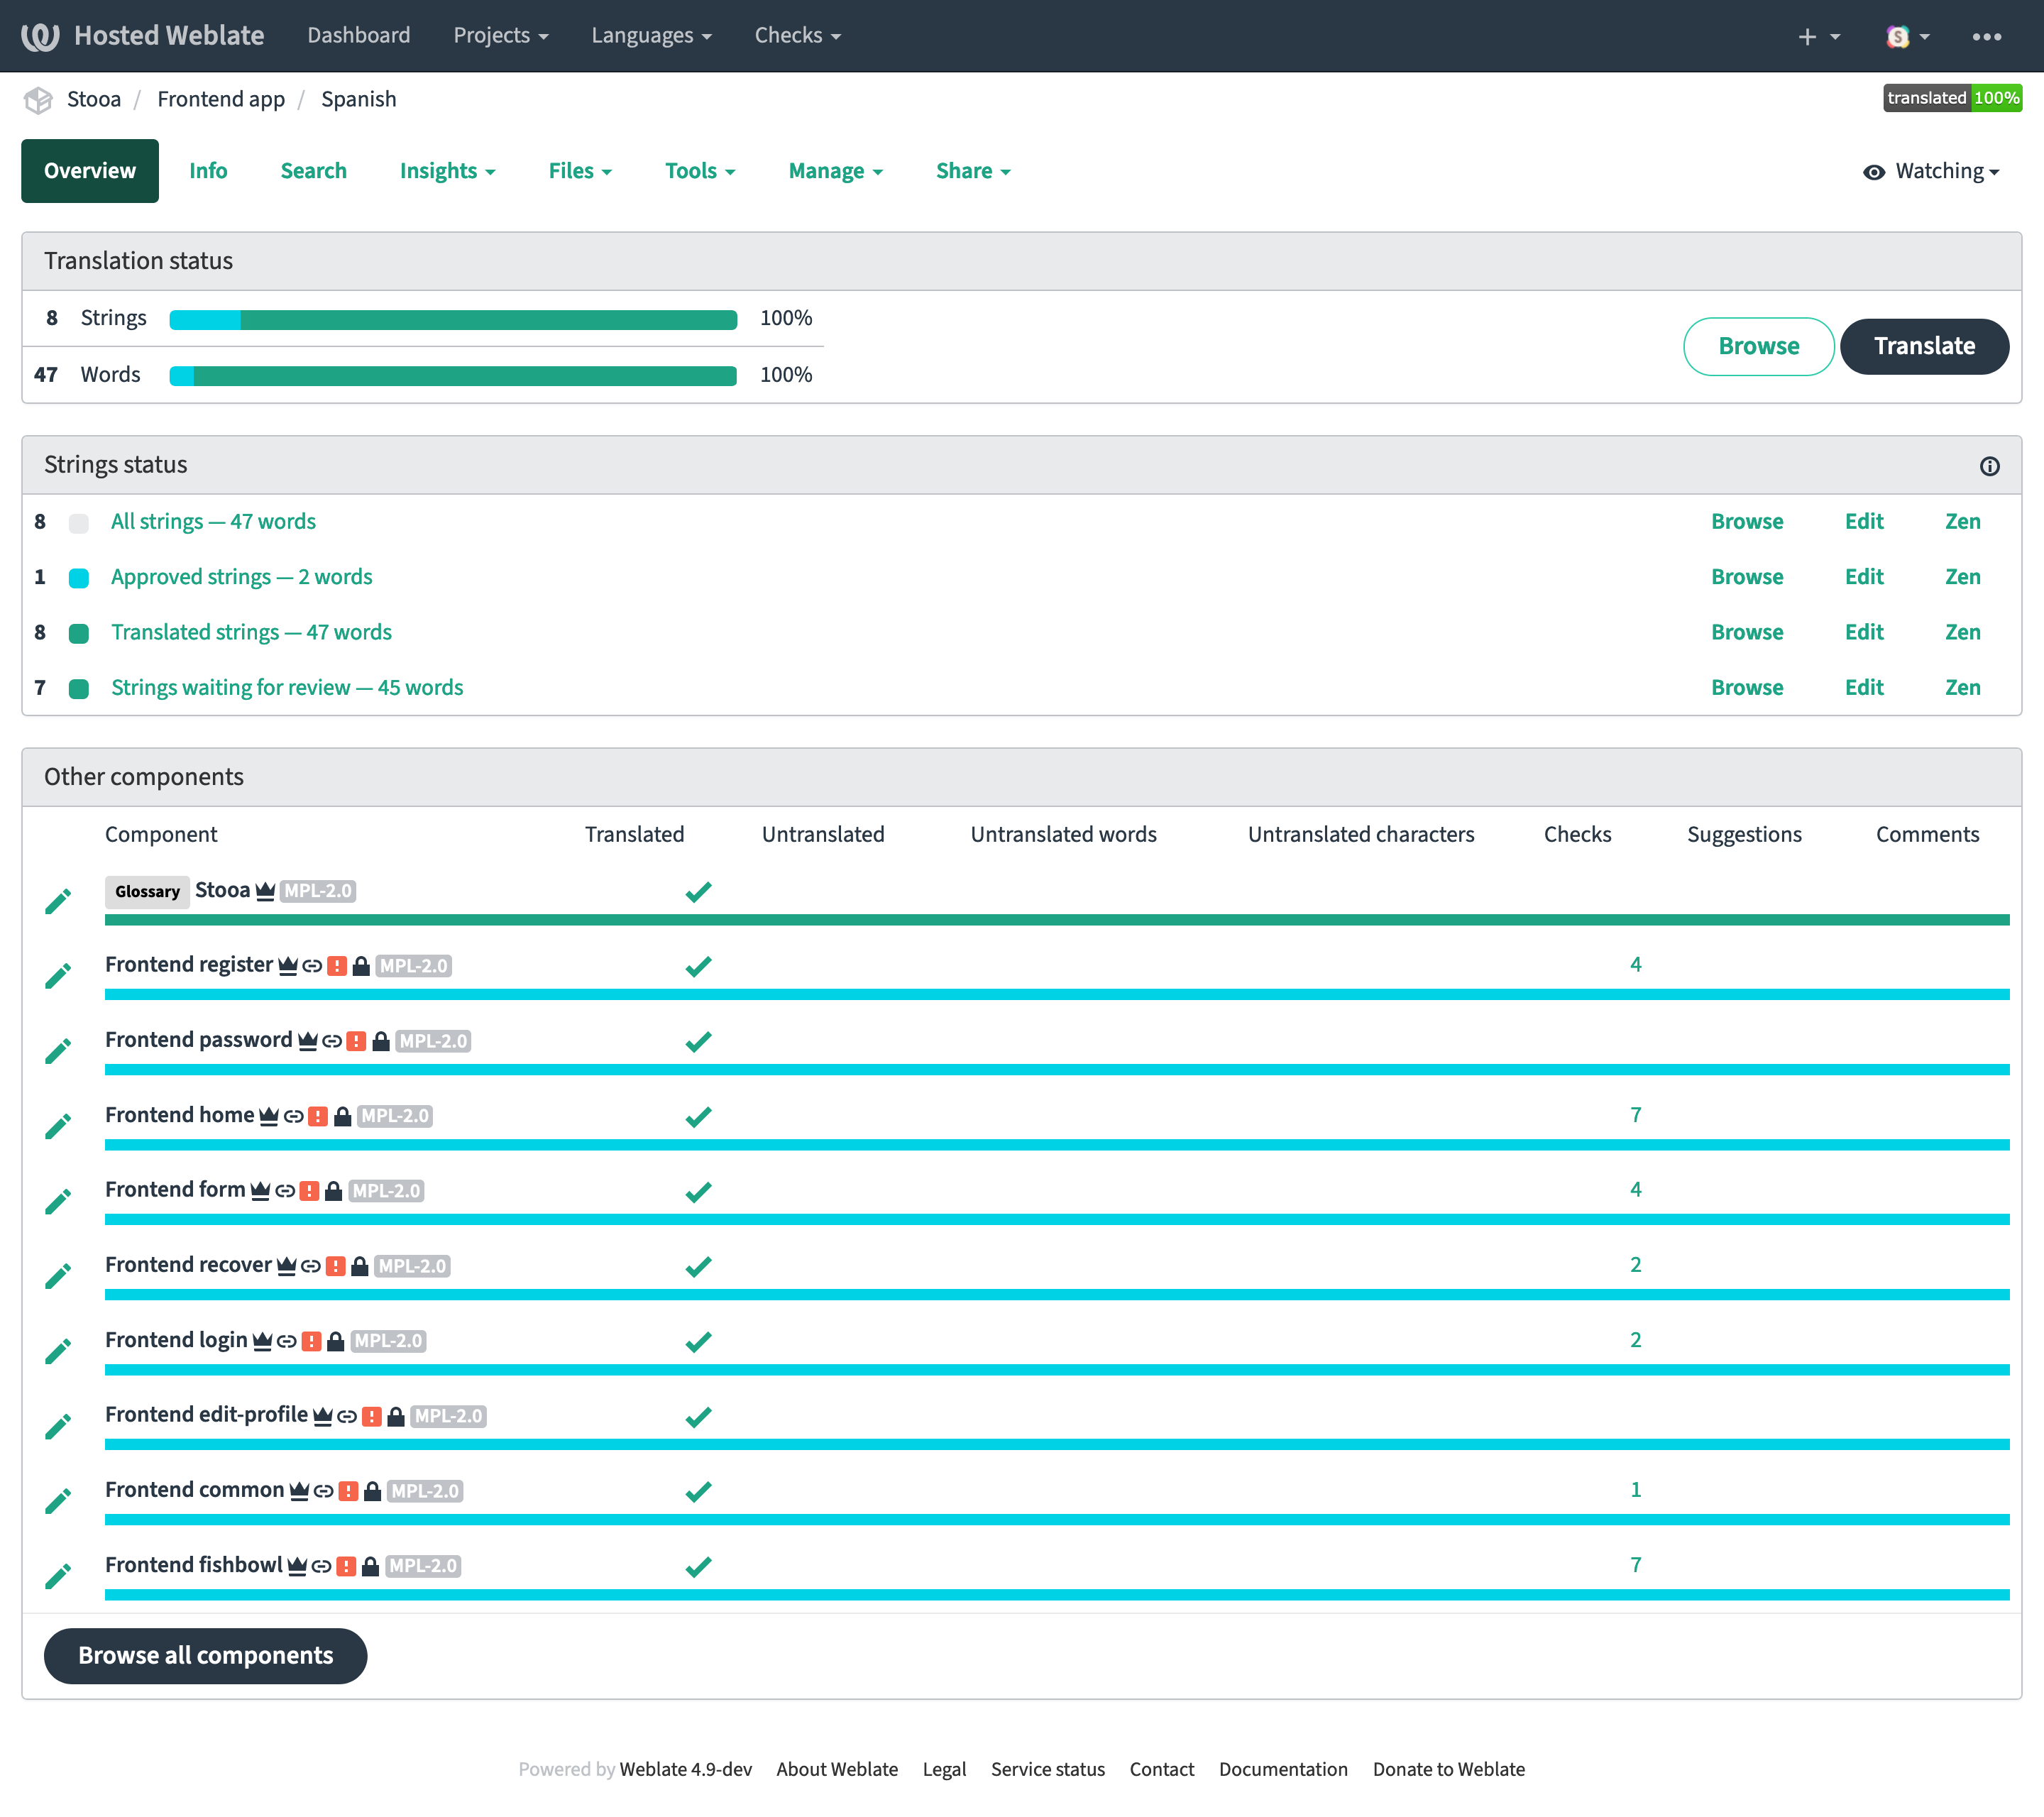 Hosted Weblate Dashboard Projects Languages Checks
Stooa / Frontend app / Spanish translated 100%
Overview Info Search Insights Files Tools Manage Share Watching
Translation status
8 Strings 100%
Browse Translate
47 Words 100%
Strings status
8 All strings — 47 words Browse Edit Zen
1 Approved strings — 2 words Browse Edit Zen
8 Translated strings — 47 words Browse Edit Zen
7 Strings waiting for review — 45 words Browse Edit Zen
Other components
Component Translated Untranslated Untranslated words Untranslated characters Checks Suggestions Comments
Glossary Stooa MPL-2.0
Frontend register MPL-2.0 4
Frontend password MPL-2.0
Frontend home MPL-2.0 7
Frontend form MPL-2.0 4
Frontend recover MPL-2.0 2
Frontend login MPL-2.0 2
Frontend edit-profile MPL-2.0
Frontend common MPL-2.0 1
Frontend fishbowl MPL-2.0 7
Browse all components
Powered by Weblate 4.9-dev About Weblate Legal Service status Contact Documentation Donate to Weblate